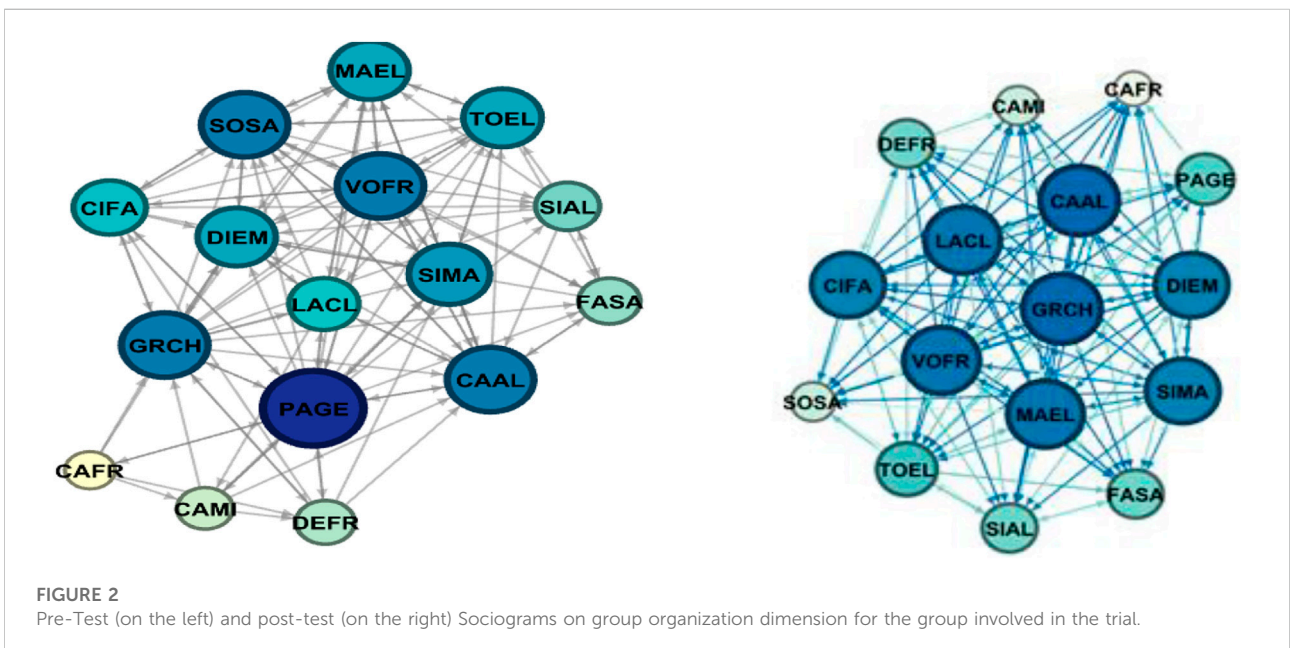 MAEL
SOSA
TOEL
VOFR
CIFA
SIAL
DIEM
SIMA
LACL
FASA
GRCH
CAAL
PAGE
CAFR
CAMI
DEFR
CAFR
CAMI
DEFR
PAGE
CAAL
LACL
CIFA
DIEM
GRCH
VOFR
SIMA
SOSA
MAEL
TOEL
FASA
SIAL
FIGURE 2
Pre-Test (on the left) and post-test (on the right) Sociograms on group organization dimension for the group involved in the trial.